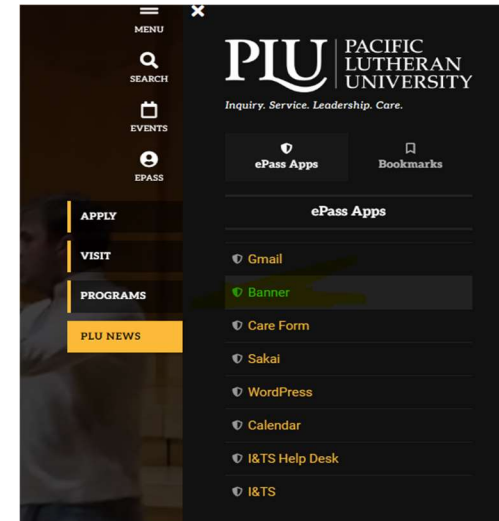 MENU
SEARCH
EVENTS
EPASS
APPLY
VISIT
PROGRAMS
PLU NEWS
PLU
PACIFIC
LUTHERAN
UNIVERSITY
Inquiry. Service. Leadership. Care.
ePass Apps
Bookmarks
ePass Apps
Gmail
Banner
Care Form
Sakai
WordPress
Calendar
I&TS Help Desk
I&TS